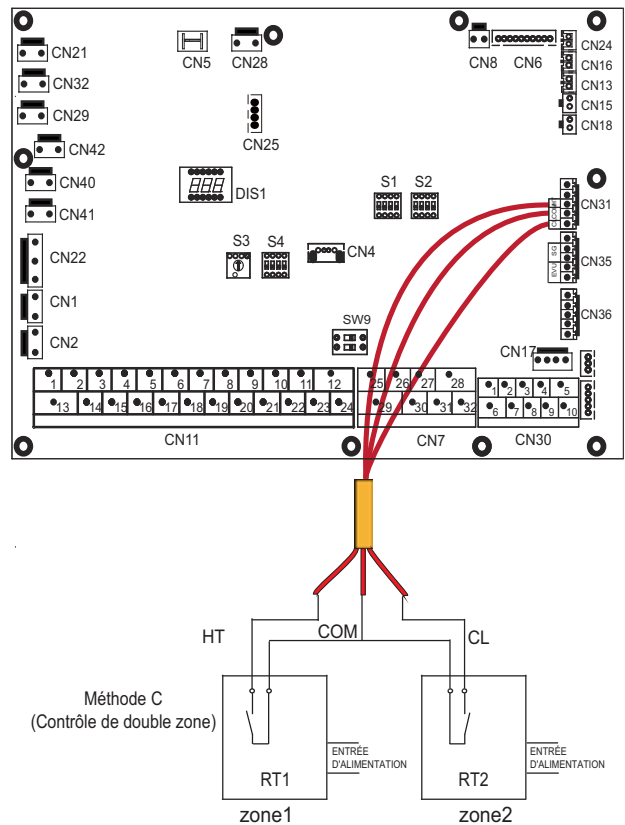 CN21
CN5
CN28
CN8
CN6
CN24
CN16
CN13
CN15
CN18
CN32
CN29
CN25
CN42
CN40
DIS1
S1
S2
CN31
CN41
CN22
S3
S4
CN4
SG
EVU
CN35
CN1
CN36
CN2
SW9
CN17
1 2 3 4 5 6 7 8 9 10 11 12
25 26 27 28
1 2 3 4 5
13 14 15 16 17 18 19 20 21 22 23 24
29 30 31 32
6 7 8 9 10
CN11
CN7
CN30
HT
COM
CL
Méthode C
(Contrôle de double zone)
ENTRÉE
D'ALIMENTATION
ENTRÉE
D'ALIMENTATION
RT1
RT2
zone1
zone2